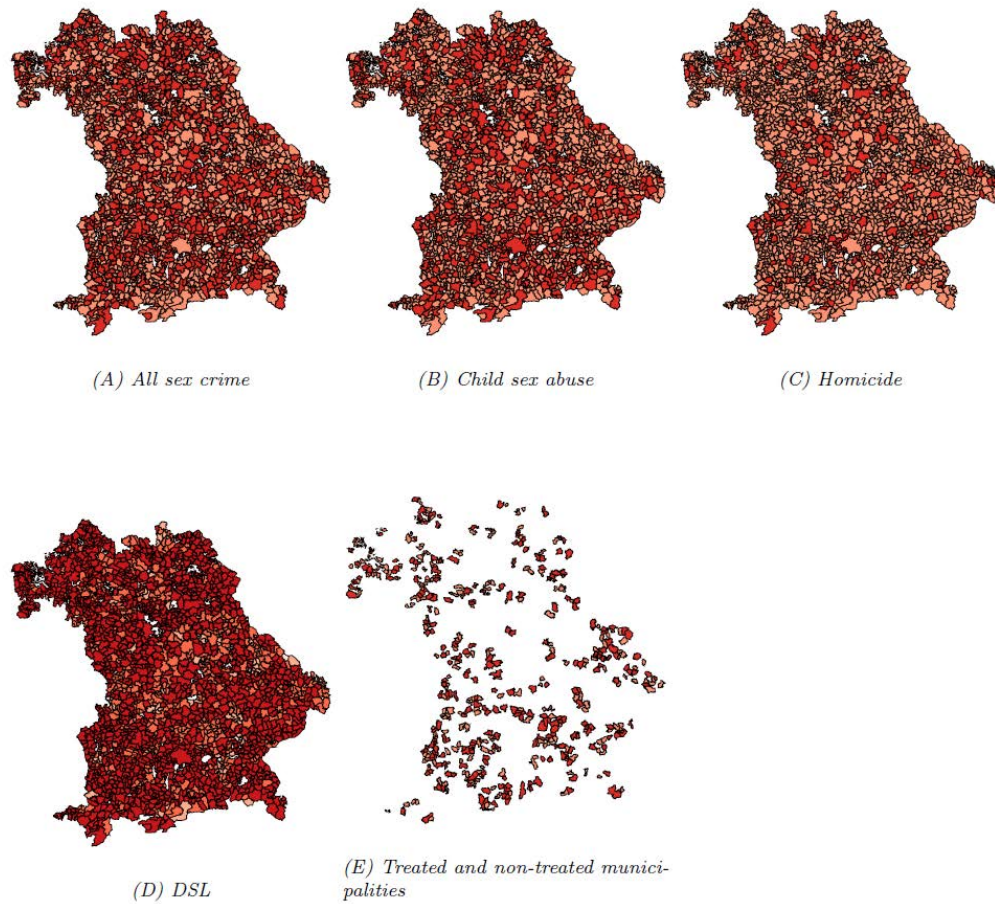 (A) All sex crime
(B) Child sex abuse
(C) Homicide
(D) DSL
(E) Treated and non-treated munici-
palities